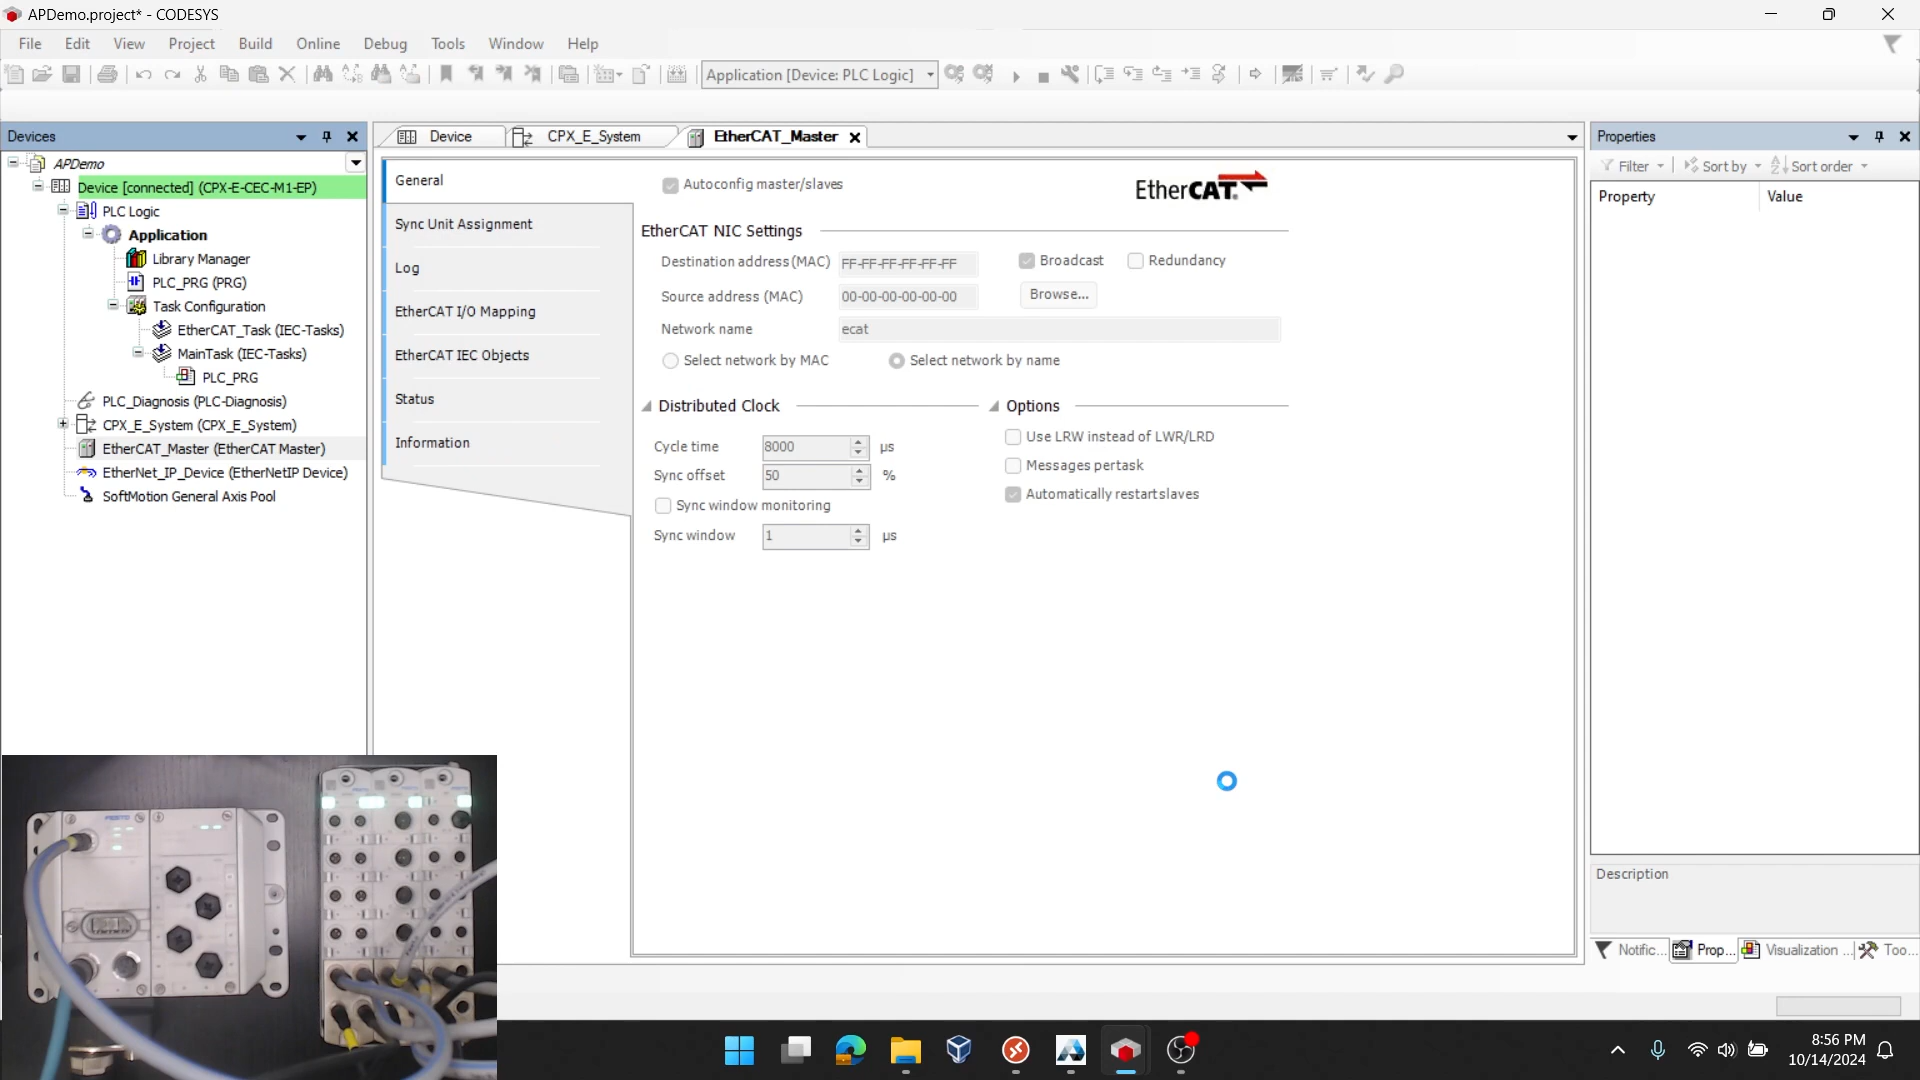 APDemo.project* - CODESYS
File Edit View Project Build Online Debug Tools Window Help
Application [Device: PLC Logic]
Devices
APDemo
Device [connected] (CPX-E-CEC-M1-EP)
PLC Logic
Application
Library Manager
PLC_PRG (PRG)
Task Configuration
EtherCAT_Task (IEC-Tasks)
MainTask (IEC-Tasks)
PLC_PRG
PLC_Diagnosis (PLC-Diagnosis)
CPX_E_System (CPX_E_System)
EtherCAT_Master (EtherCAT Master)
EtherNet_IP_Device (EtherNetIP Device)
SoftMotion General Axis Pool
Device CPX_E_System EtherCAT_Master
General
Sync Unit Assignment
Log
EtherCAT I/O Mapping
EtherCAT IEC Objects
Status
Information
Autoconfig master/slaves
EtherCAT
EtherCAT NIC Settings
Destination address (MAC) FF-FF-FF-FF-FF-FF Broadcast Redundancy
Source address (MAC) 00-00-00-00-00-00 Browse...
Network name ecat
Select network by MAC Select network by name
Distributed Clock
Cycle time 8000 µs
Sync offset 50 %
Sync window monitoring
Sync window 1 µs
Options
Use LRW instead of LWR/LRD
Messages pertask
Automatically restart slaves
Properties
Filter Sort by Sort order
Property Value
Description
Notific... Prop... Visualization ... Too...
FESTO
8:56 PM
10/14/2024